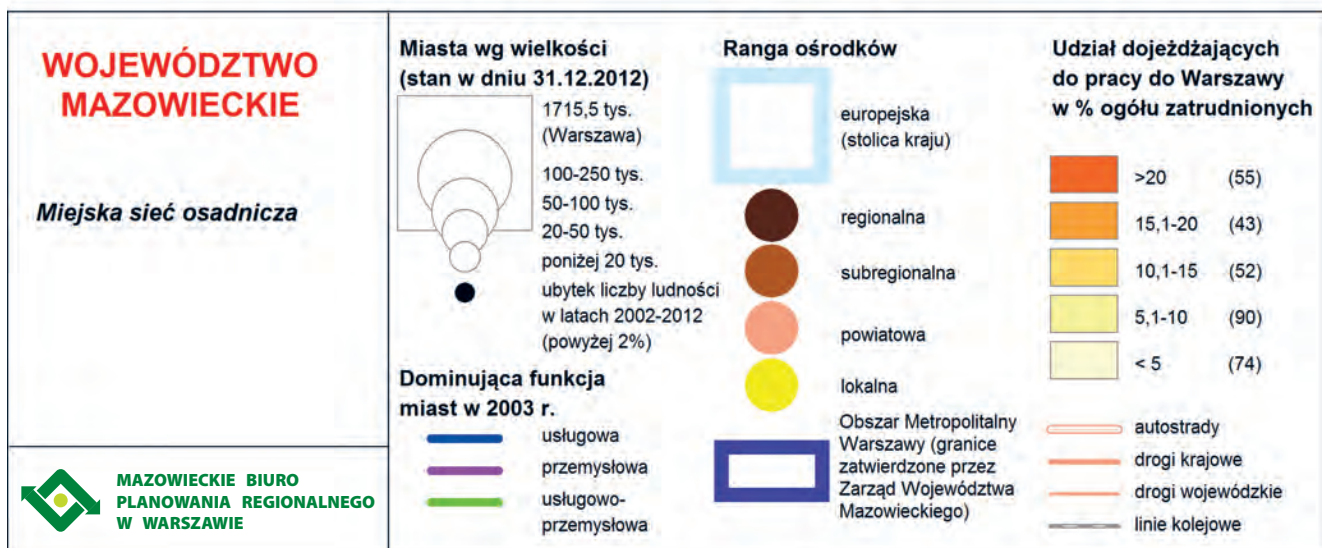 WOJEWÓDZTWO
MAZOWIECKIE
Miejska sieć osadnicza
MAZOWIECKIE BIURO
PLANOWANIA REGIONALNEGO
W WARSZAWIE
Miasta wg wielkości
(stan w dniu 31.12.2012)
1715,5 tys.
(Warszawa)
100-250 tys.
50-100 tys.
20-50 tys.
poniżej 20 tys.
ubytek liczby ludności
w latach 2002-2012
(powyżej 2%)
Dominująca funkcja
miast w 2003 r.
usługowa
przemysłowa
usługowo-
przemysłowa
Ranga ośrodków
europejska
(stolica kraju)
regionalna
subregionalna
powiatowa
lokalna
Obszar Metropolitalny
Warszawy (granice
zatwierdzone przez
Zarząd Województwa
Mazowieckiego)
Udział dojeżdżających
do pracy do Warszawy
w % ogółu zatrudnionych
>20 (55)
15,1-20 (43)
10,1-15 (52)
5,1-10 (90)
< 5 (74)
autostrady
drogi krajowe
drogi wojewódzkie
linie kolejowe